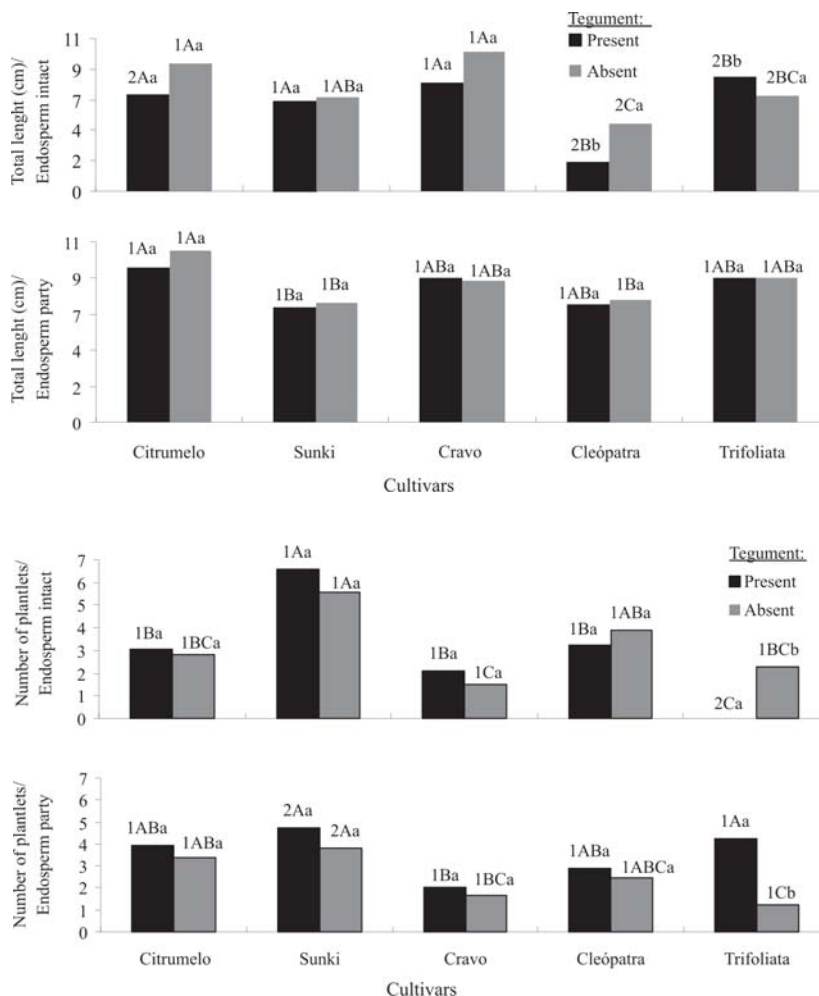 Tegument:
Present
Absent
Total lenght (cm)/
Endosperm intact
11
9
7
4
2
0
2Aa 1Aa 1Aa 1ABa 1Aa 1Aa 2Bb 2Ca 2Bb 2BCa
Total lenght (cm)/
Endosperm party
11
9
7
4
2
0
1Aa 1Aa 1Ba 1Ba 1ABa 1ABa 1ABa 1Ba 1ABa 1ABa
Citrumelo Sunki Cravo Cleópatra Trifoliata
Cultivars
Tegument:
Present
Absent
Number of plantlets/
Endosperm intact
7
6
5
4
3
2
1
0
1Ba 1BCa 1Aa 1Aa 1Ba 1Ca 1Ba 1ABa 2Ca 1BCb
Number of plantlets/
Endosperm party
7
6
5
4
3
2
1
0
1ABa 1ABa 2Aa 2Aa 1Ba 1BCa 1ABa 1ABCa 1Aa 1Cb
Citrumelo Sunki Cravo Cleópatra Trifoliata
Cultivars